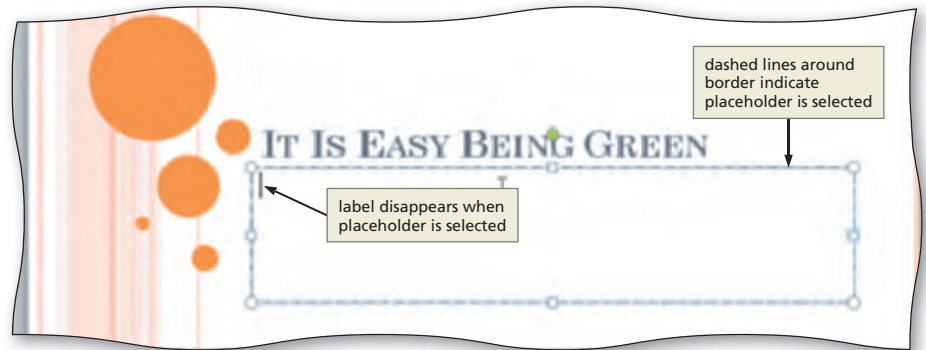 dashed lines around
border indicate
placeholder is selected
It Is Easy Being Green
label disappears when
placeholder is selected